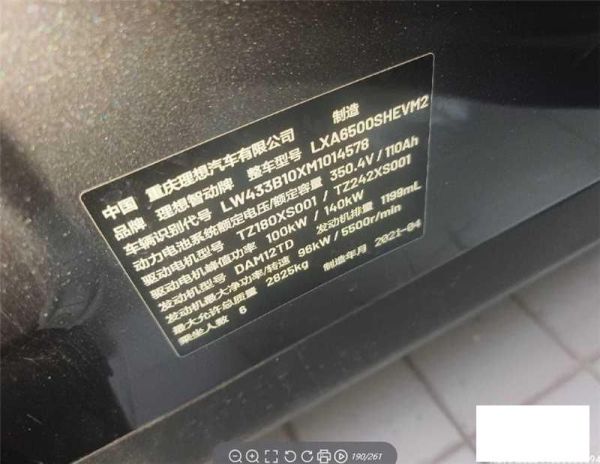 中国 重庆理想汽车有限公司 制造
品牌 理想智动牌 整车型号 LXA6500SHEVM2
车辆识别代号 LW433B10XM1014578
动力电池系统额定电压/额定容量 350.4V / 110Ah
驱动电机型号 TZ180XS001 / TZ242XS001
驱动电机峰值功率 100kW / 140kW
发动机型号 DAM12TD 发动机排量 1199mL
发动机最大净功率/转速 96kW / 5500r/min
最大允许总质量 2825kg 制造年月 2021-04
乘坐人数 6
190/261